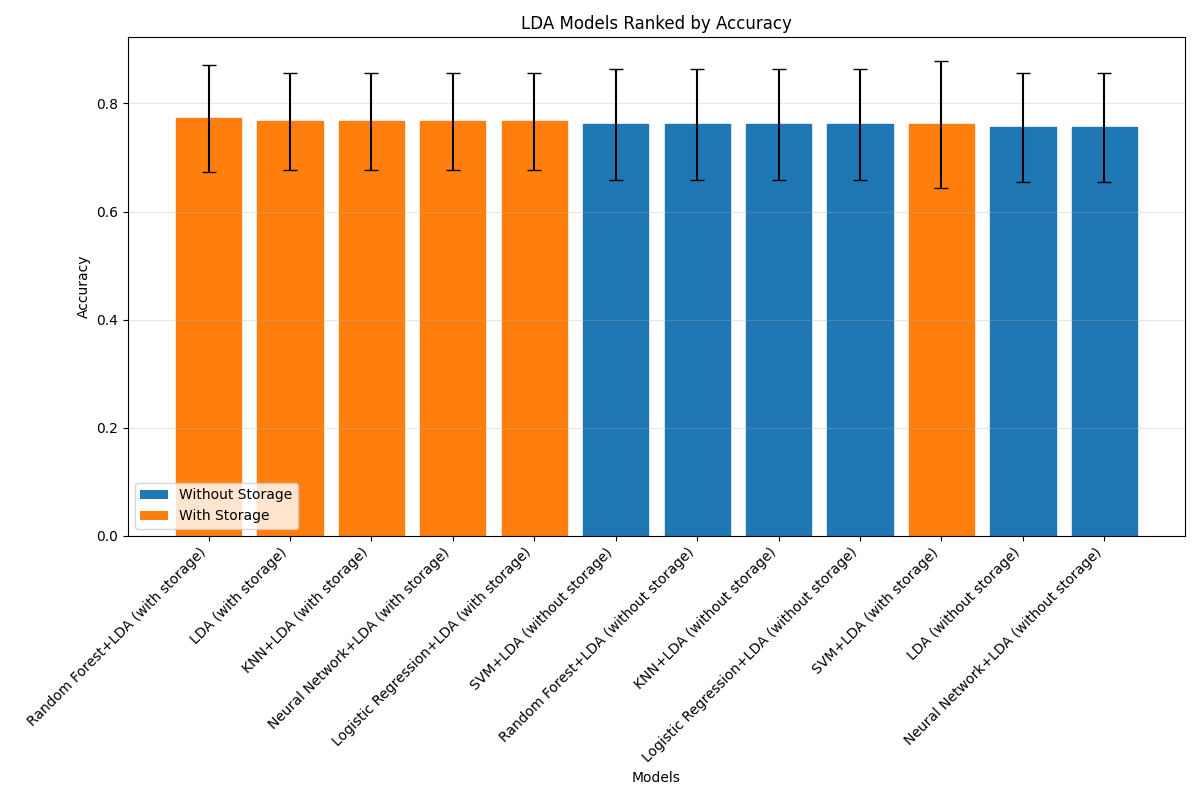 LDA Models Ranked by Accuracy
Accuracy
0.8
0.6
0.4
0.2
0.0
Without Storage
With Storage
Random Forest+LDA (with storage)
LDA (with storage)
KNN+LDA (with storage)
Neural Network+LDA (with storage)
Logistic Regression+LDA (with storage)
SVM+LDA (without storage)
Random Forest+LDA (without storage)
KNN+LDA (without storage)
Logistic Regression+LDA (without storage)
SVM+LDA (with storage)
LDA (without storage)
Neural Network+LDA (without storage)
Models